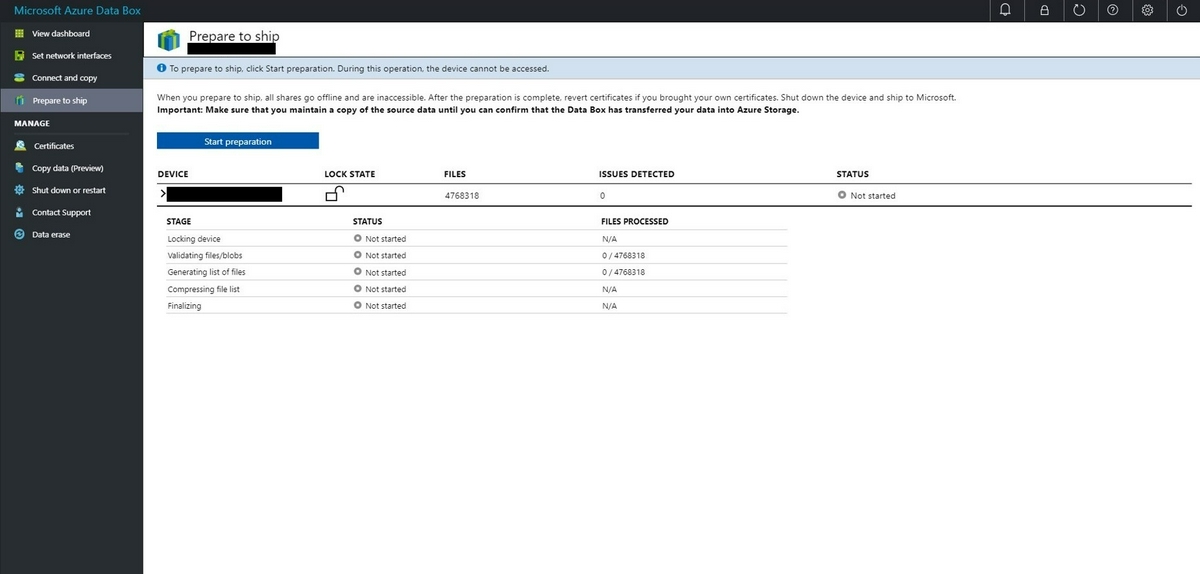 Microsoft Azure Data Box
View dashboard
Set network interfaces
Connect and copy
Prepare to ship
MANAGE
Certificates
Copy data (Preview)
Shut down or restart
Contact Support
Data erase
Prepare to ship
To prepare to ship, click Start preparation. During this operation, the device cannot be accessed.
When you prepare to ship, all shares go offline and are inaccessible. After the preparation is complete, revert certificates if you brought your own certificates. Shut down the device and ship to Microsoft.
Important: Make sure that you maintain a copy of the source data until you can confirm that the Data Box has transferred your data into Azure Storage.
Start preparation
DEVICE LOCK STATE FILES ISSUES DETECTED STATUS
4768318 0 Not started
STAGE STATUS FILES PROCESSED
Locking device Not started N/A
Validating files/blobs Not started 0 / 4768318
Generating list of files Not started 0 / 4768318
Compressing file list Not started N/A
Finalizing Not started N/A